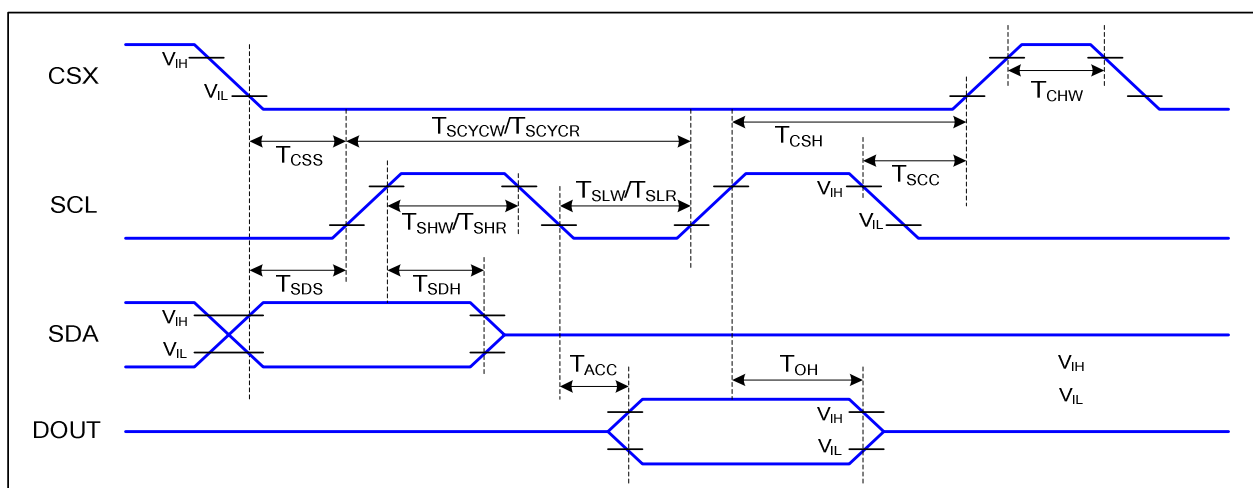 CSX
VIH
VIL
TCHW
TSCYCW/TSCYCR
TCSS
TCSH
TSCC
SCL
TSHW/TSHR
TSLW/TSLR
VIH
VIL
TSDS
TSDH
SDA
VIH
VIL
TACC
TOH
VIH
VIL
DOUT
VIH
VIL